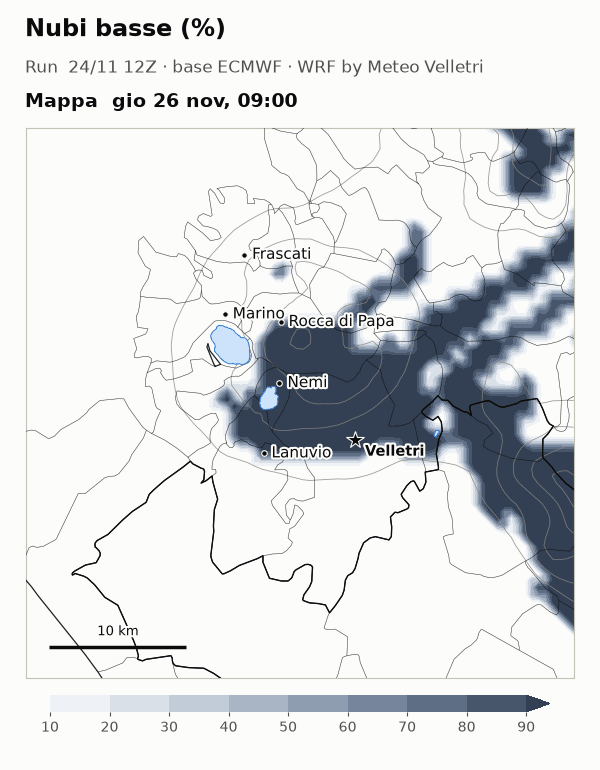 Nubi basse (%)
Run  24/11 12Z · base ECMWF · WRF by Meteo Velletri
Mappa  gio 26 nov, 09:00
Frascati
Marino
Rocca di Papa
Nemi
Velletri
Lanuvio
10 km
10 20 30 40 50 60 70 80 90